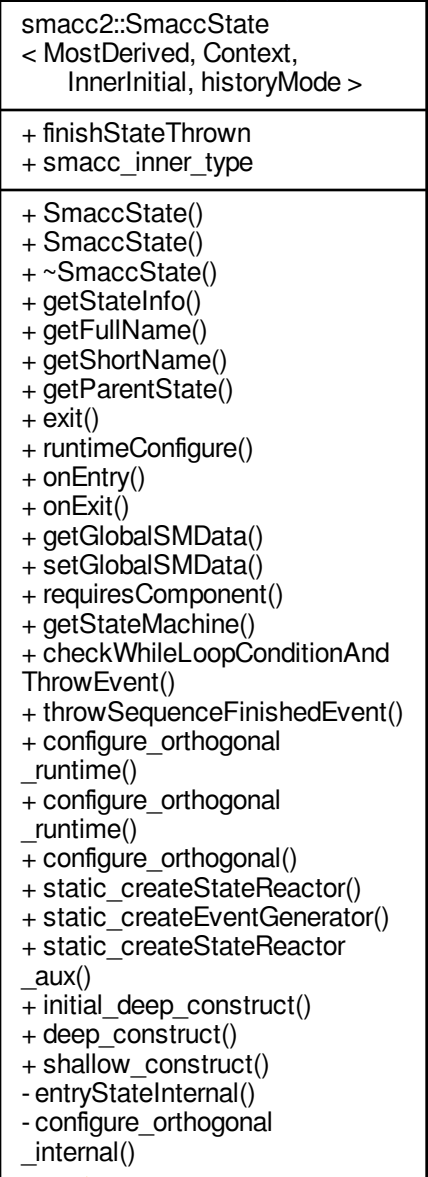 smacc2::SmaccState
< MostDerived, Context,
InnerInitial, historyMode >
+ finishStateThrown
+ smacc_inner_type
+ SmaccState()
+ SmaccState()
+ ~SmaccState()
+ getStateInfo()
+ getFullName()
+ getShortName()
+ getParentState()
+ exit()
+ runtimeConfigure()
+ onEntry()
+ onExit()
+ getGlobalSMData()
+ setGlobalSMData()
+ requiresComponent()
+ getStateMachine()
+ checkWhileLoopConditionAnd
ThrowEvent()
+ throwSequenceFinishedEvent()
+ configure_orthogonal
_runtime()
+ configure_orthogonal
_runtime()
+ configure_orthogonal()
+ static_createStateReactor()
+ static_createEventGenerator()
+ static_createStateReactor
_aux()
+ initial_deep_construct()
+ deep_construct()
+ shallow_construct()
- entryStateInternal()
- configure_orthogonal
_internal()